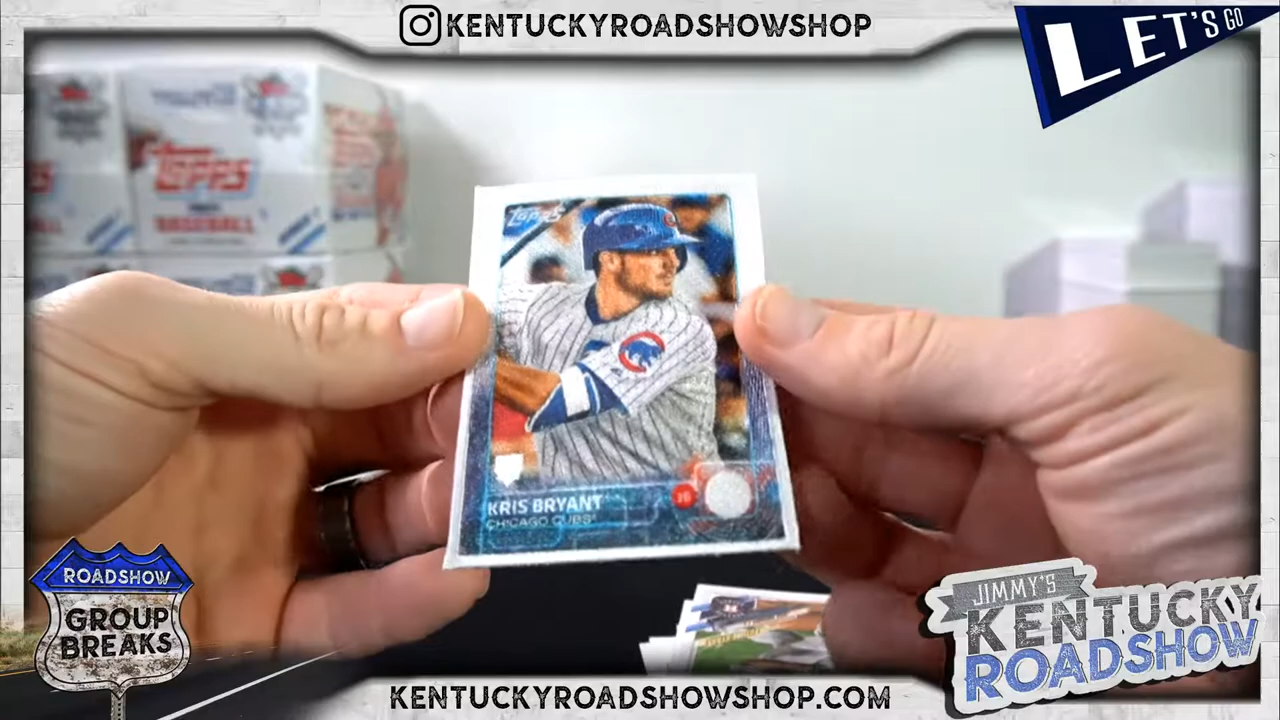 KENTUCKYROADSHOWSHOP
LET'S GO
TOPPS
BASEBALL
TOPPS
KRIS BRYANT
CHICAGO CUBS
ROADSHOW
GROUP
BREAKS
JIMMY'S
KENTUCKY
ROADSHOW
KENTUCKYROADSHOWSHOP.COM